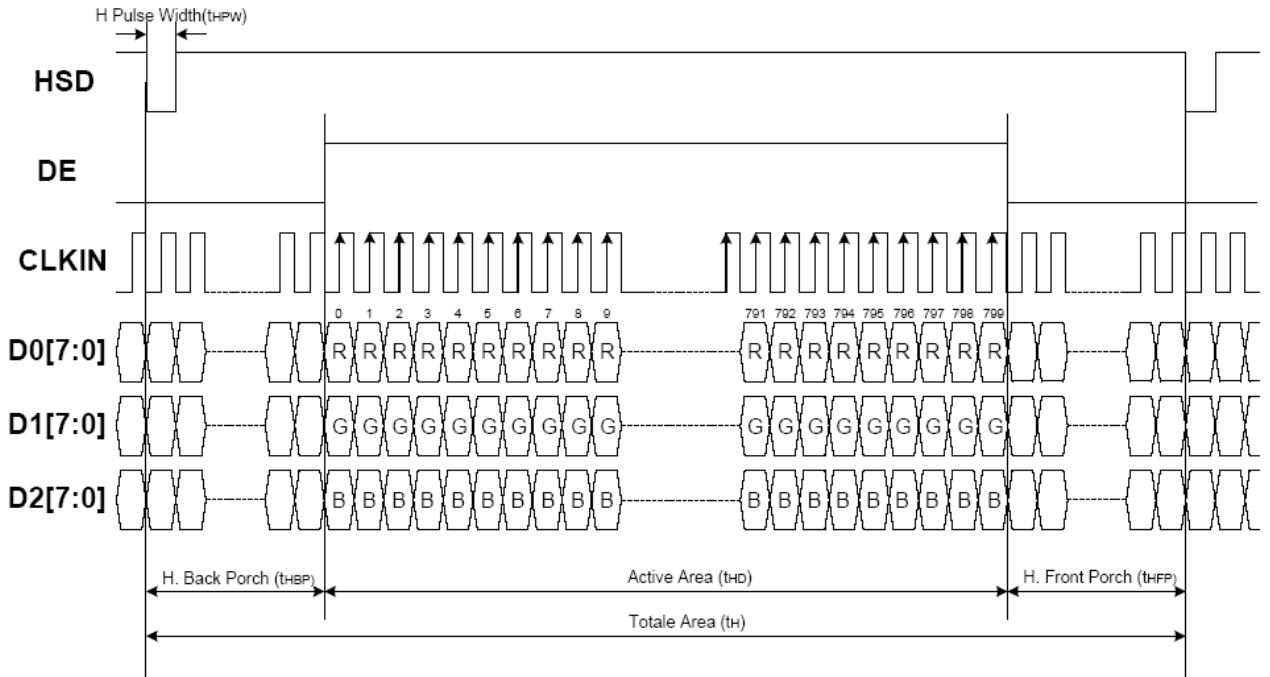 H Pulse Width(tHPW)
HSD
DE
CLKIN
0 1 2 3 4 5 6 7 8 9 791 792 793 794 795 796 797 798 799
D0[7:0] R R R R R R R R R R R R R R R R R R R
D1[7:0] G G G G G G G G G G G G G G G G G G G
D2[7:0] B B B B B B B B B B B B B B B B B B B
H. Back Porch (tHBP) Active Area (tHD) H. Front Porch (tHFP)
Totale Area (tH)